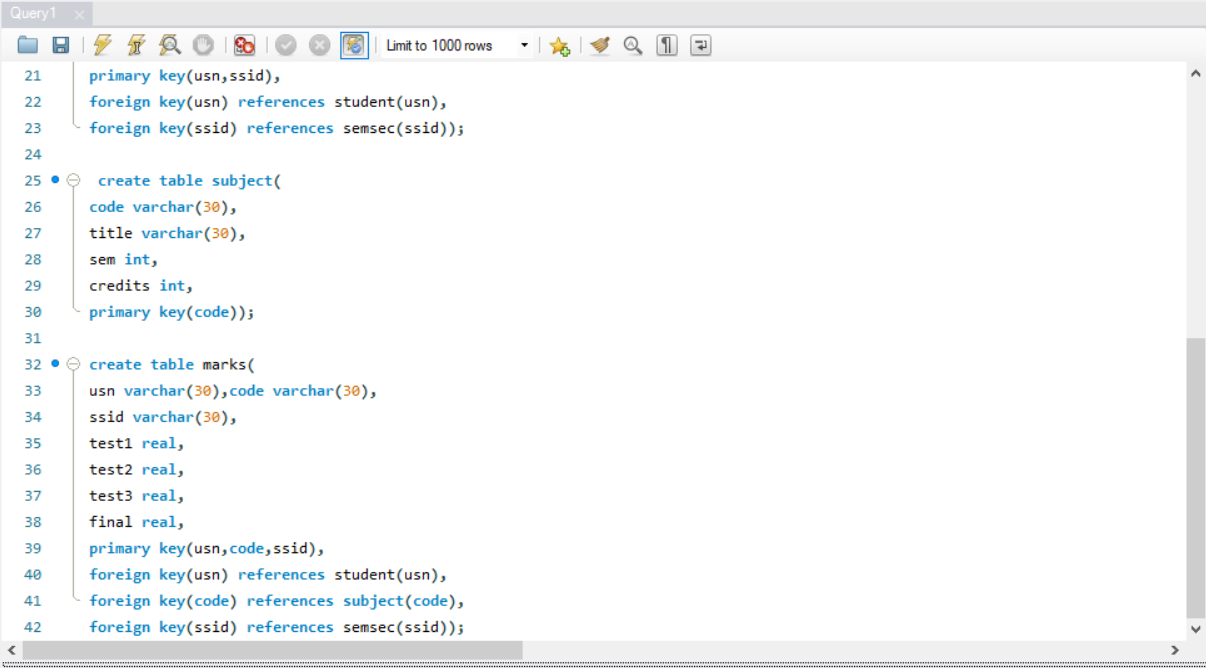 Query1
Limit to 1000 rows
21 primary key(usn,ssid),
22 foreign key(usn) references student(usn),
23 foreign key(ssid) references semsec(ssid));
24
25 create table subject(
26 code varchar(30),
27 title varchar(30),
28 sem int,
29 credits int,
30 primary key(code));
31
32 create table marks(
33 usn varchar(30),code varchar(30),
34 ssid varchar(30),
35 test1 real,
36 test2 real,
37 test3 real,
38 final real,
39 primary key(usn,code,ssid),
40 foreign key(usn) references student(usn),
41 foreign key(code) references subject(code),
42 foreign key(ssid) references semsec(ssid));